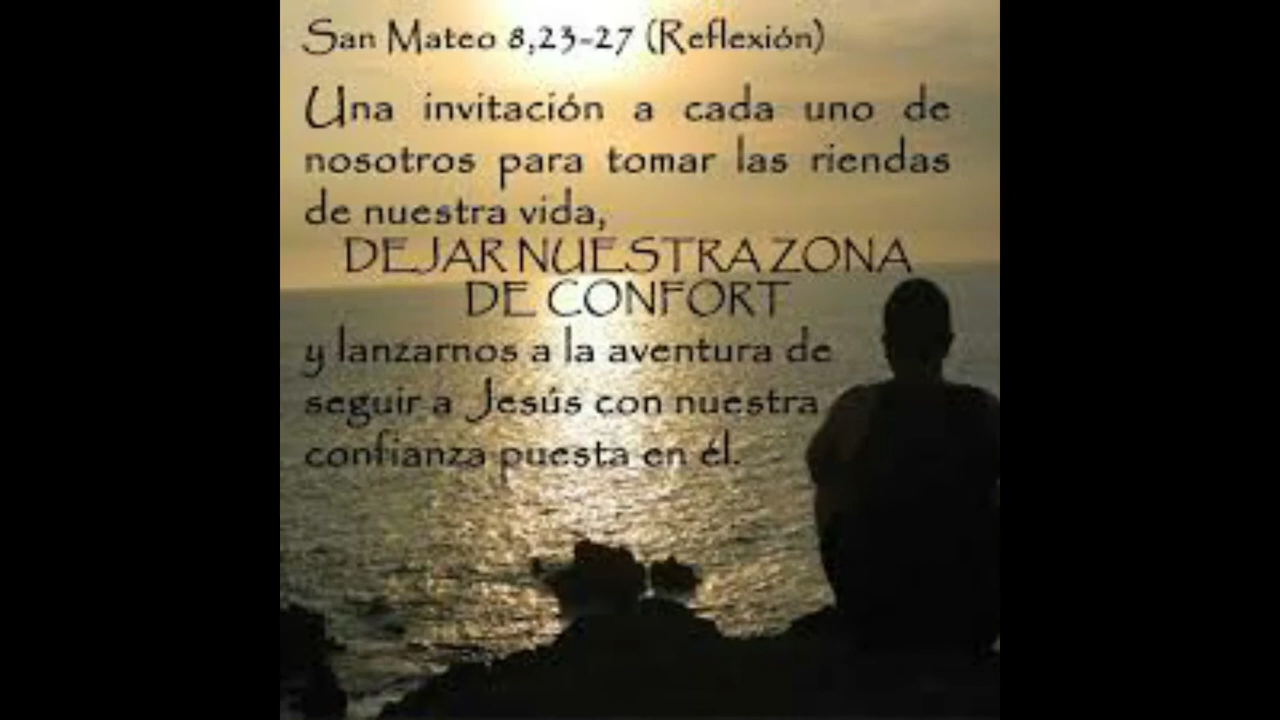 San Mateo 8,23-27 (Reflexión)
Una invitación a cada uno de
nosotros para tomar las riendas
de nuestra vida,
DEJAR NUESTRA ZONA
DE CONFORT
y lanzarnos a la aventura de
seguir a Jesús con nuestra
confianza puesta en él.